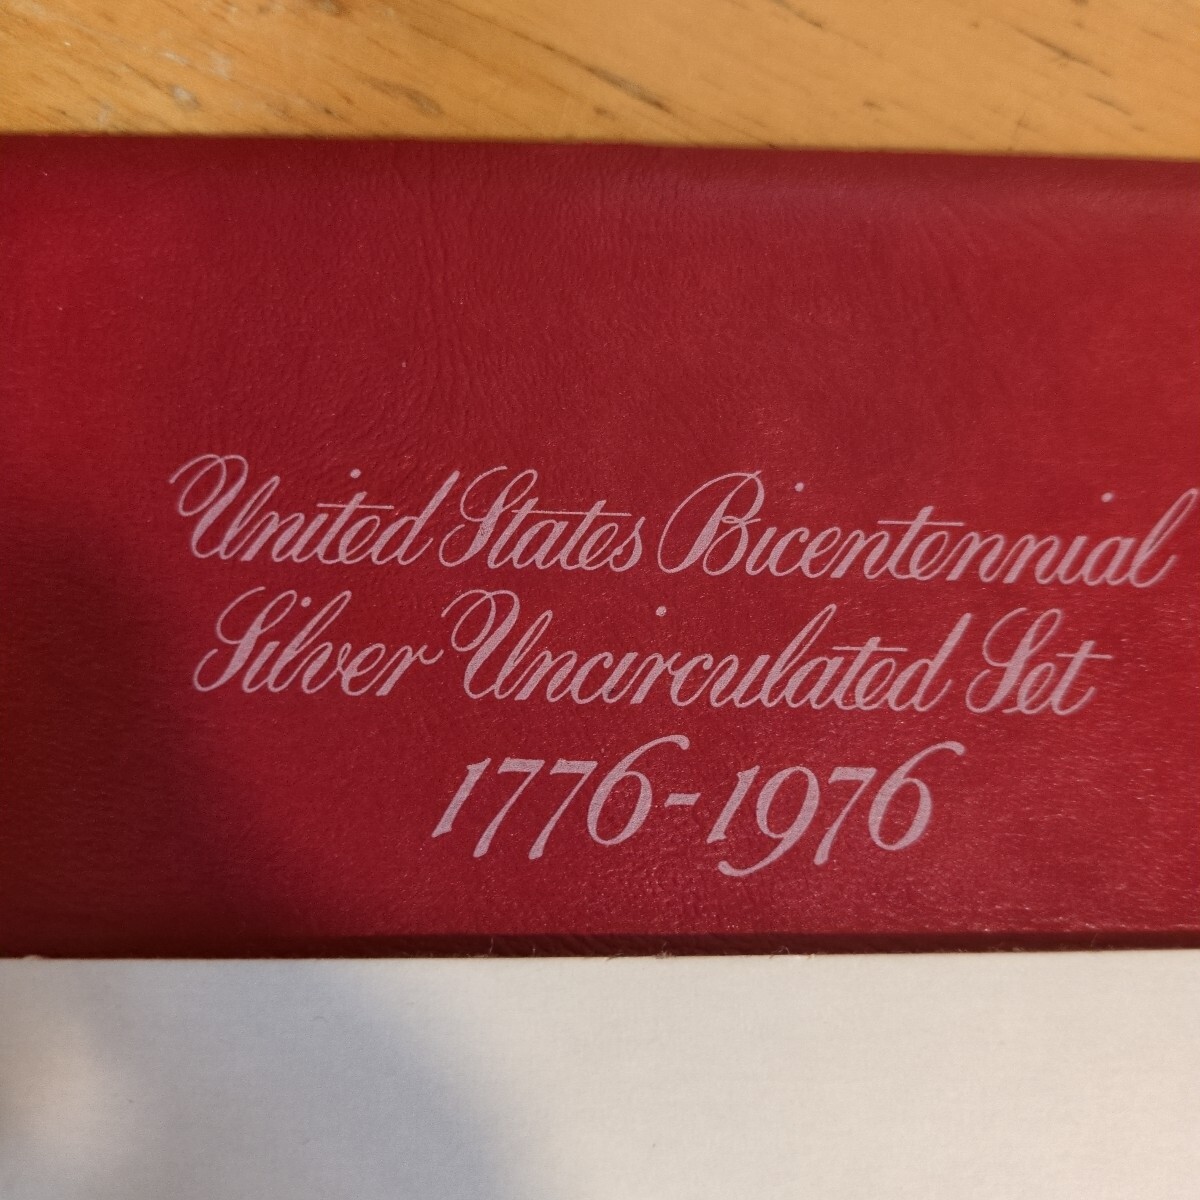 United States Bicentennial
Silver Uncirculated Set
1776-1976